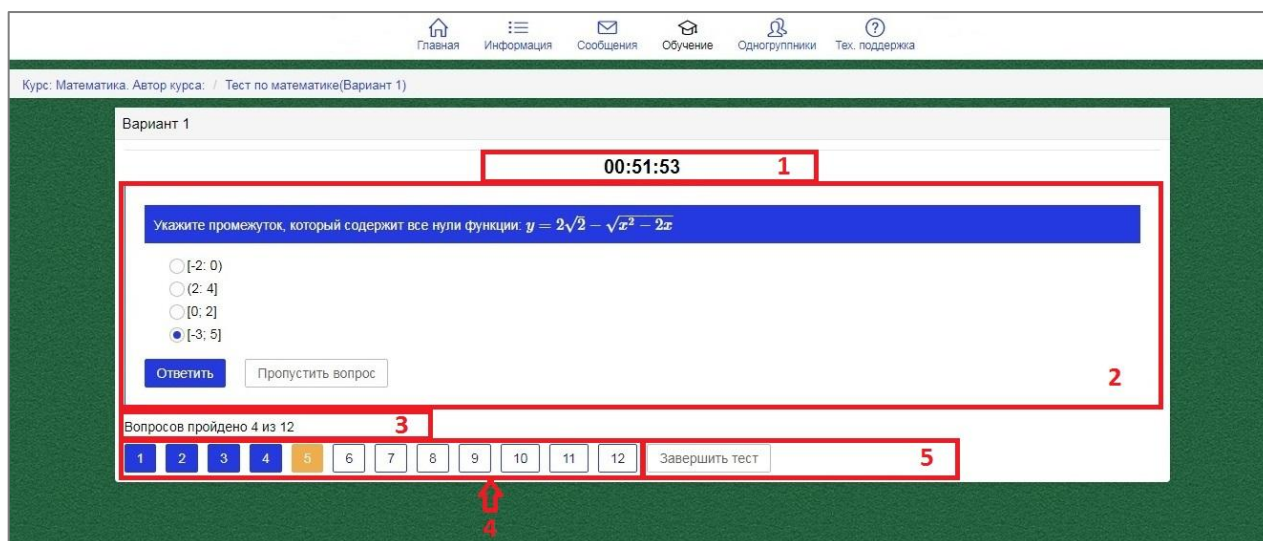 Главная Информация Сообщения Обучение Одногруппники Тех. поддержка
Курс: Математика. Автор курса: / Тест по математике(Вариант 1)
Вариант 1
00:51:53 1
Укажите промежуток, который содержит все нули функции: y = 2√2 − √(x² − 2x)
[-2: 0)
(2: 4]
[0; 2]
[-3; 5]
Ответить Пропустить вопрос
2
Вопросов пройдено 4 из 12 3
1 2 3 4 5 6 7 8 9 10 11 12 Завершить тест 5
4